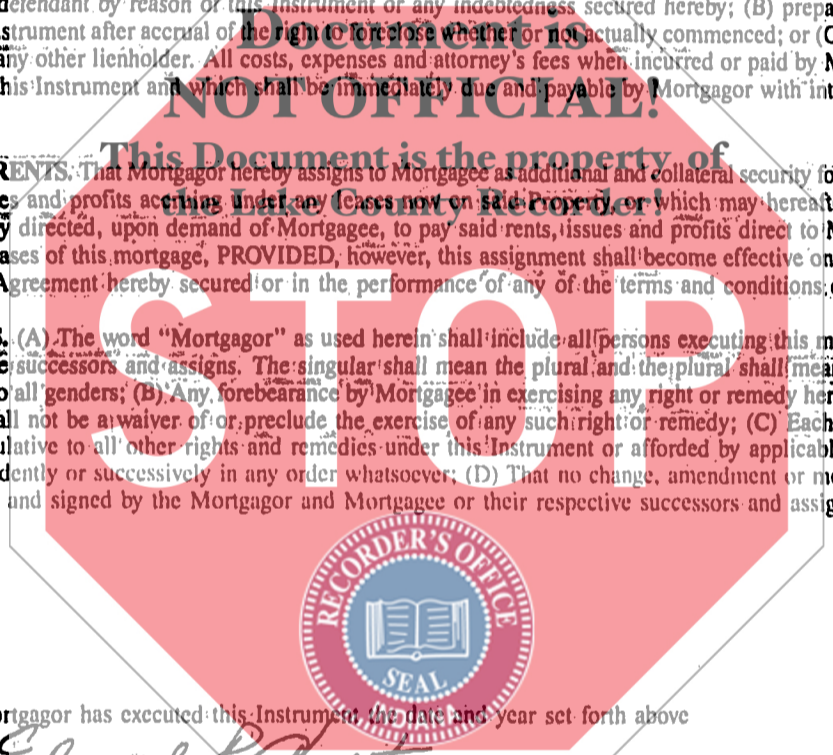 defendant by reason of this Instrument or any indebtedness secured hereby; (B) prepa
Document is
strument after accrual of the right to foreclose whether or not actually commenced; or (C
any other lienholder. All costs, expenses and attorney's fees when incurred or paid by M
NOT OFFICIAL!
his Instrument and which shall be immediately due and payable by Mortgagor with int
This Document is the property of
RENTS. That Mortgagor hereby assigns to Mortgagee as additional and collateral security fo
the Lake County Recorder!
es and profits accruing under any leases now on said Property, or which may hereaft
y directed, upon demand of Mortgagee, to pay said rents, issues and profits direct to M
ases of this mortgage, PROVIDED, however, this assignment shall become effective on
Agreement hereby secured or in the performance of any of the terms and conditions
STOP
(A) The word “Mortgagor” as used herein shall include all persons executing this m
e successors and assigns. The singular shall mean the plural and the plural shall mean
o all genders; (B) Any forebearance by Mortgagee in exercising any right or remedy her
all not be a waiver of or preclude the exercise of any such right or remedy; (C) Each
ulative to all other rights and remedies under this Instrument or afforded by applicabl
dently or successively in any order whatsoever; (D) That no change, amendment or mo
and signed by the Mortgagor and Mortgagee or their respective successors and assig
RECORDER'S OFFICE
SEAL
INDIANA
rtgagor has executed this Instrument the date and year set forth above